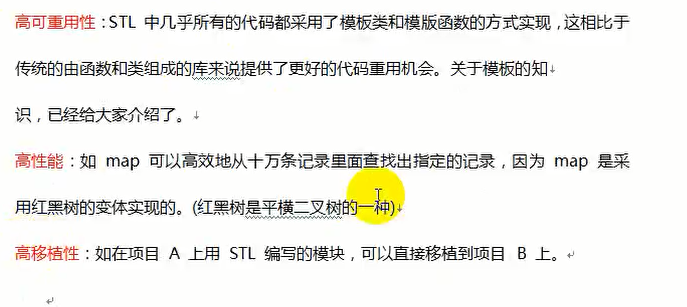 高可重用性：STL 中几乎所有的代码都采用了模板类和模版函数的方式实现，这相比于
传统的由函数和类组成的库来说提供了更好的代码重用机会。关于模板的知
识，已经给大家介绍了。
高性能：如 map 可以高效地从十万条记录里面查找出指定的记录，因为 map 是采
用红黑树的变体实现的。(红黑树是平横二叉树的一种)
高移植性：如在项目 A 上用 STL 编写的模块，可以直接移植到项目 B 上。